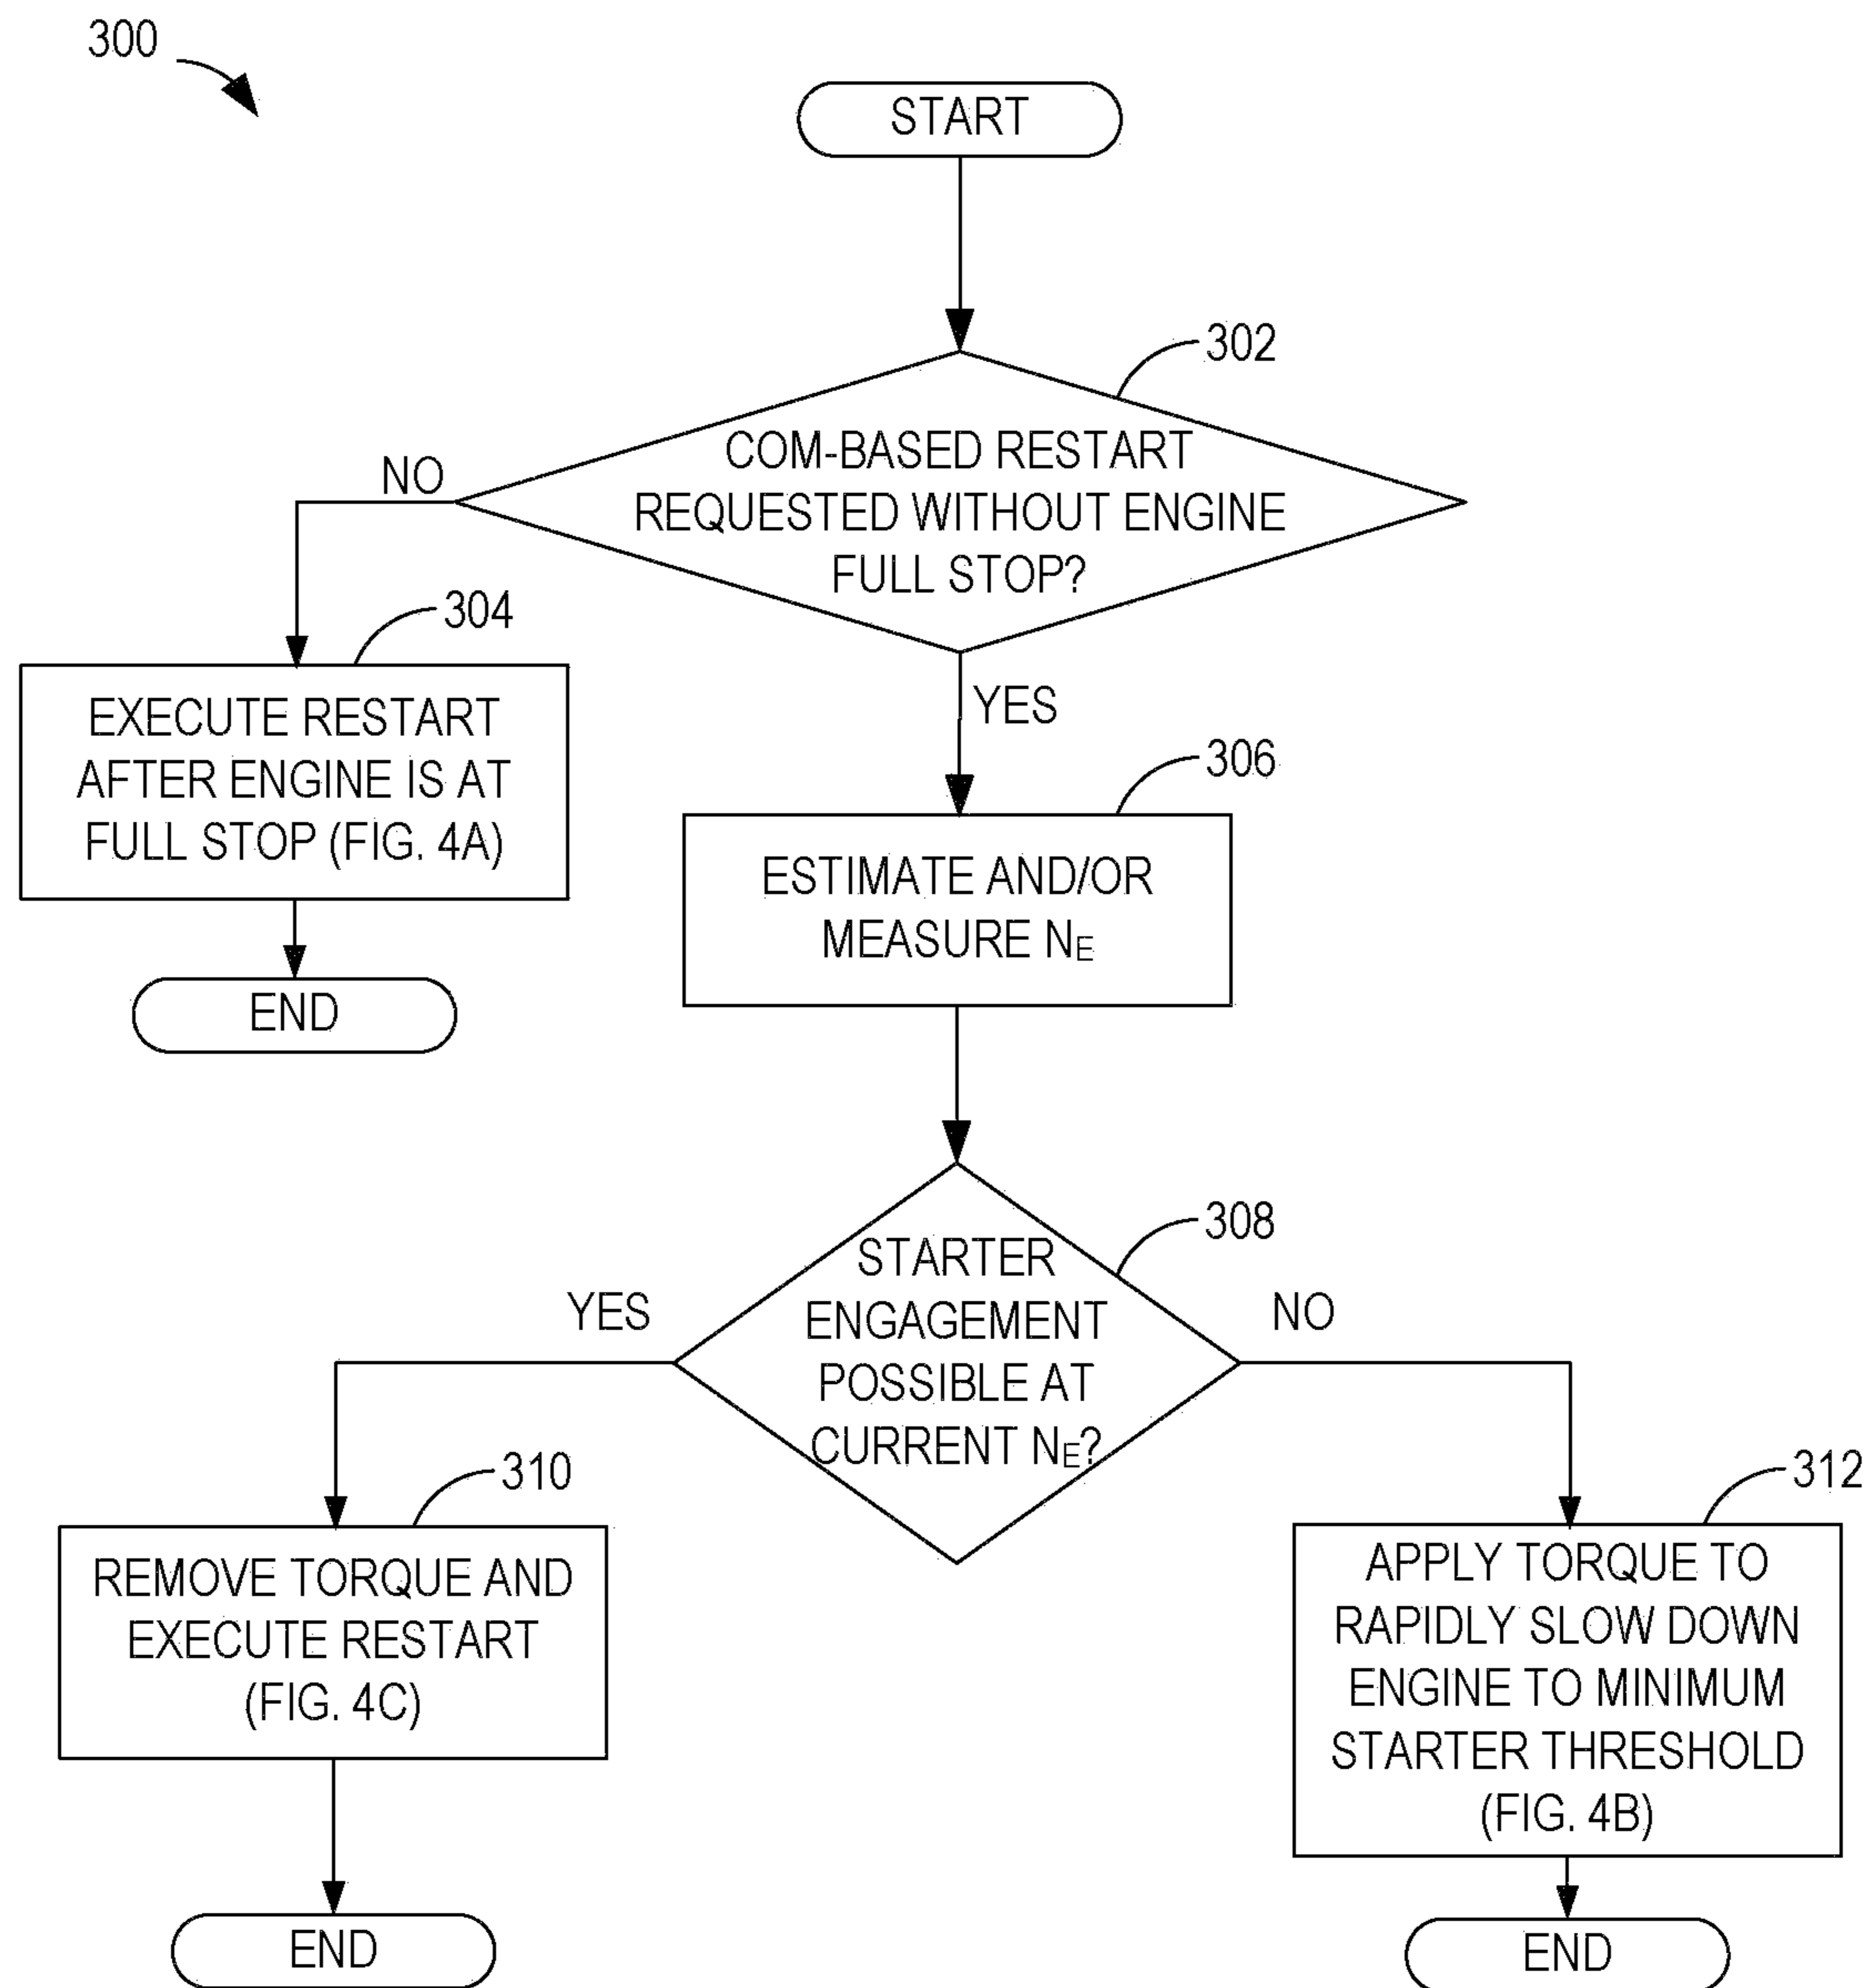 300
START
302
COM-BASED RESTART
REQUESTED WITHOUT ENGINE
FULL STOP?
NO
304
EXECUTE RESTART
AFTER ENGINE IS AT
FULL STOP (FIG. 4A)
END
YES
306
ESTIMATE AND/OR
MEASURE NE
308
STARTER
ENGAGEMENT
POSSIBLE AT
CURRENT NE?
YES
NO
310
REMOVE TORQUE AND
EXECUTE RESTART
(FIG. 4C)
END
312
APPLY TORQUE TO
RAPIDLY SLOW DOWN
ENGINE TO MINIMUM
STARTER THRESHOLD
(FIG. 4B)
END